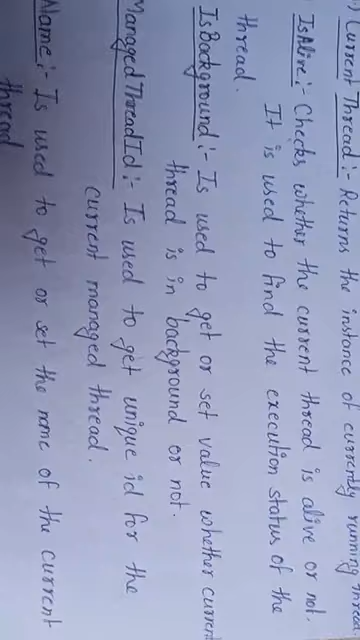 1) Current Thread :- Returns the instance of currently running thread
IsAlive :- Checks whether the current thread is alive or not.
It is used to find the execution status of the
thread.
IsBackground :- Is used to get or set value whether current
thread is in background or not.
ManagedThreadId :- Is used to get unique id for the
current managed thread.
Name :- Is used to get or set the name of the current
thread